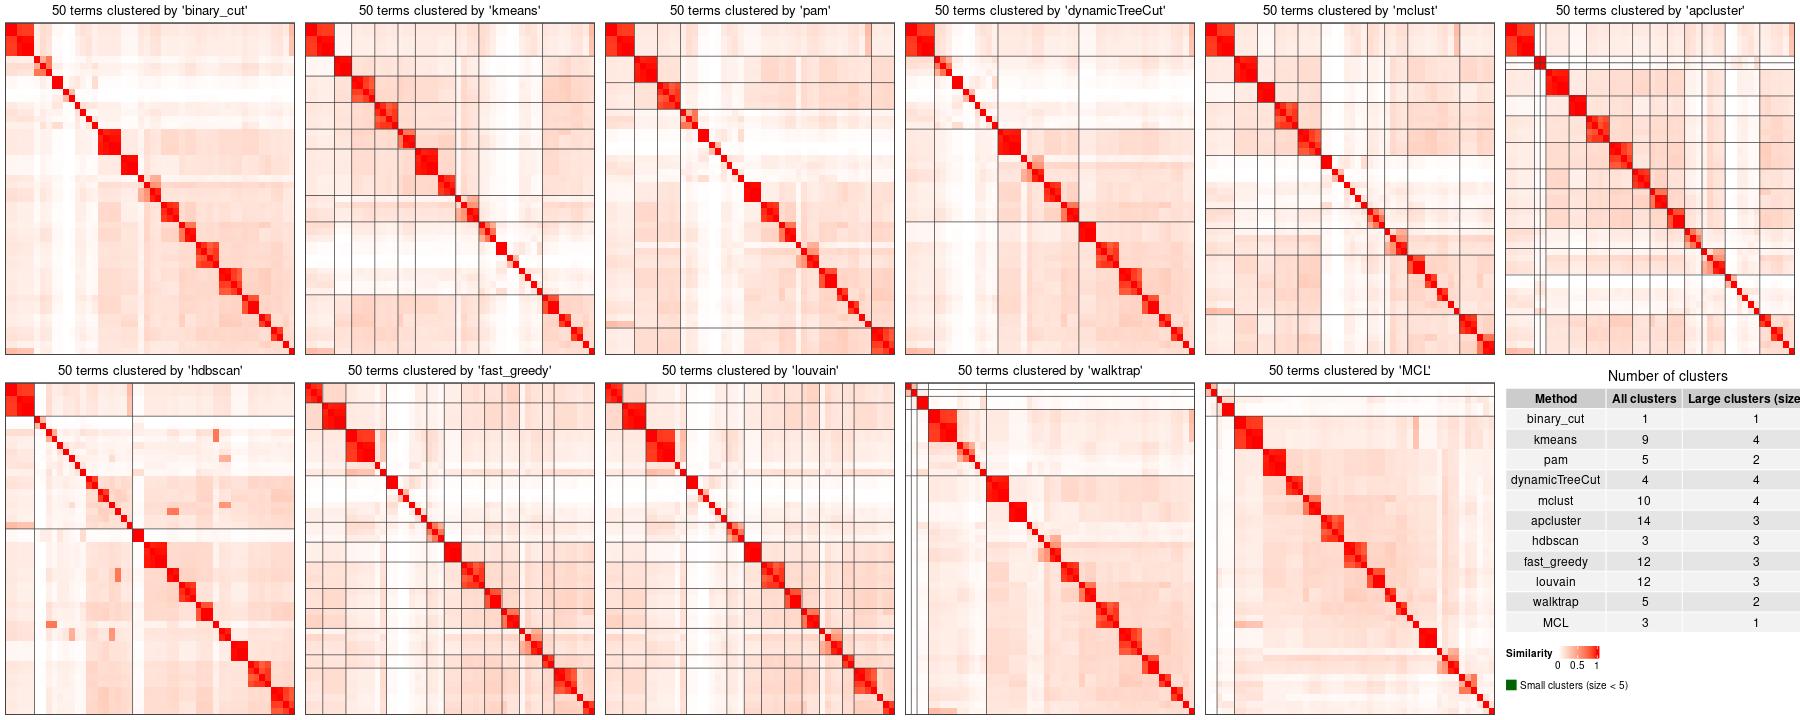 50 terms clustered by 'binary_cut'
50 terms clustered by 'kmeans'
50 terms clustered by 'pam'
50 terms clustered by 'dynamicTreeCut'
50 terms clustered by 'mclust'
50 terms clustered by 'apcluster'
50 terms clustered by 'hdbscan'
50 terms clustered by 'fast_greedy'
50 terms clustered by 'louvain'
50 terms clustered by 'walktrap'
50 terms clustered by 'MCL'
Number of clusters
Method All clusters Large clusters (size
binary_cut 1 1
kmeans 9 4
pam 5 2
dynamicTreeCut 4 4
mclust 10 4
apcluster 14 3
hdbscan 3 3
fast_greedy 12 3
louvain 12 3
walktrap 5 2
MCL 3 1
Similarity
0 0.5 1
Small clusters (size < 5)